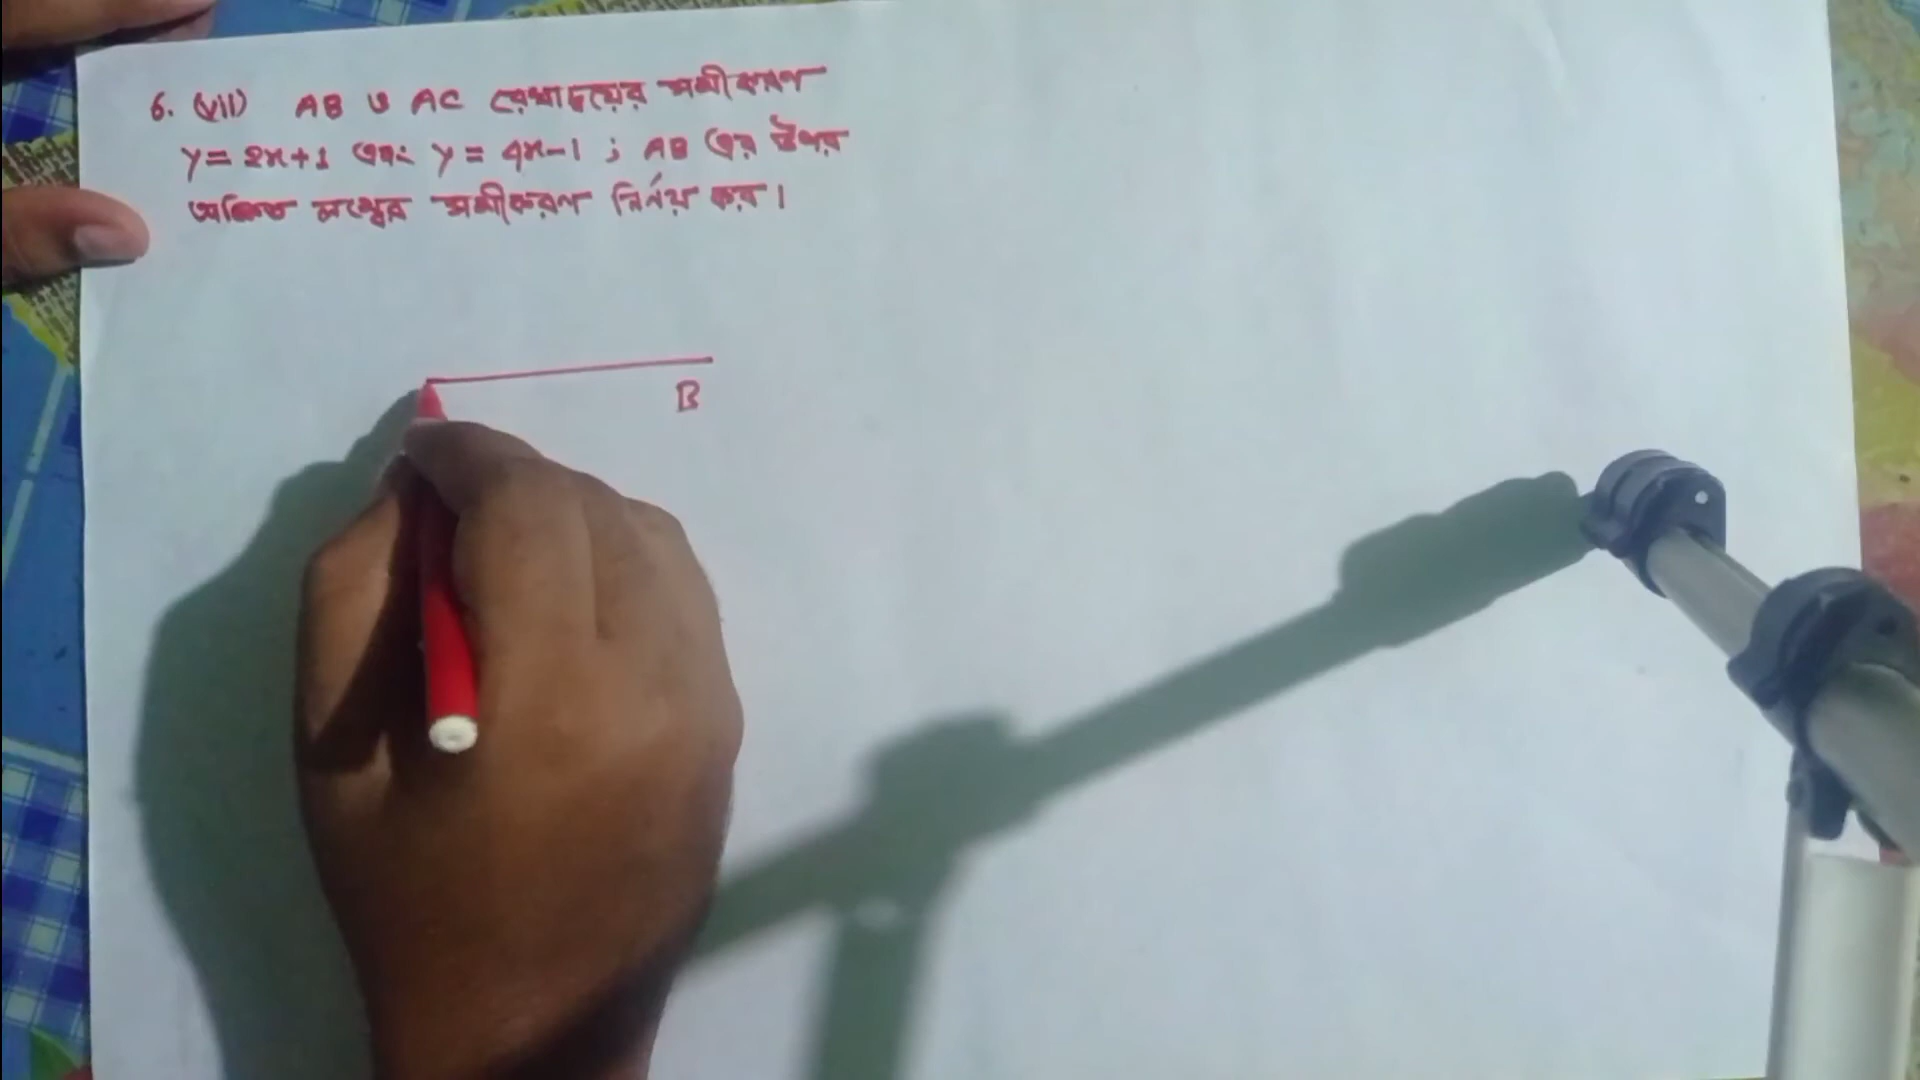 6. (vii) AB ও AC রেখাদ্বয়ের সমীকরণ
y = 2x+1 এবং y = 4x-1 ; AB এর উপর
অঙ্কিত লম্বের সমীকরণ নির্ণয় কর।
B